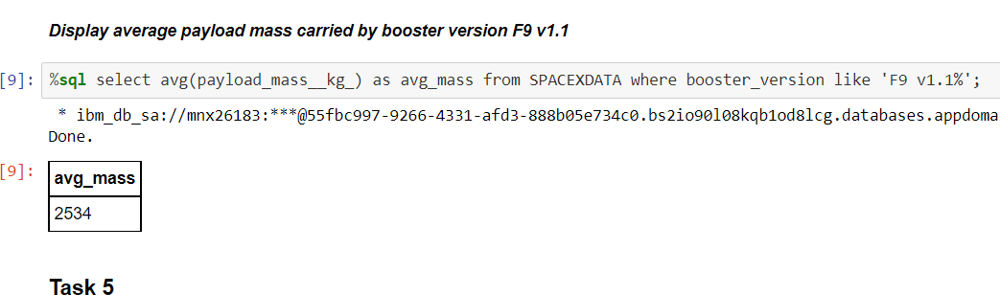 Display average payload mass carried by booster version F9 v1.1
[9]: %sql select avg(payload_mass__kg_) as avg_mass from SPACEXDATA where booster_version like 'F9 v1.1%';
* ibm_db_sa://mnx26183:***@55fbc997-9266-4331-afd3-888b05e734c0.bs2io90l08kqb1od8lcg.databases.appdoma
Done.
[9]: avg_mass
2534
Task 5